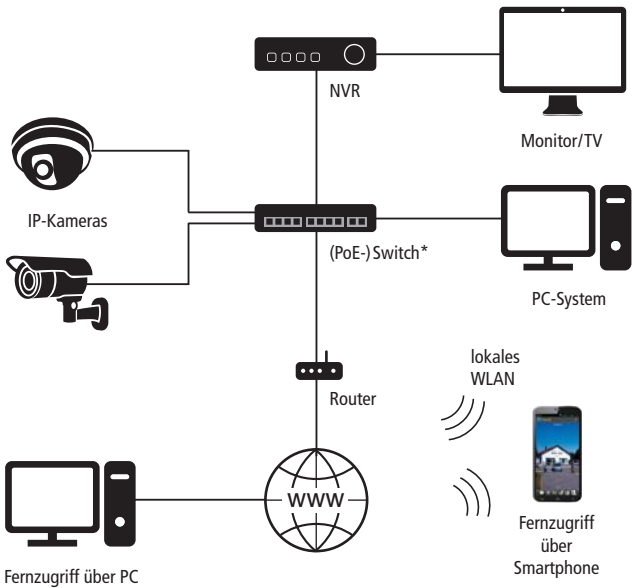 NVR
Monitor/TV
IP-Kameras
(PoE-) Switch*
PC-System
lokales
WLAN
Router
WWW
Fernzugriff
über
Smartphone
Fernzugriff über PC